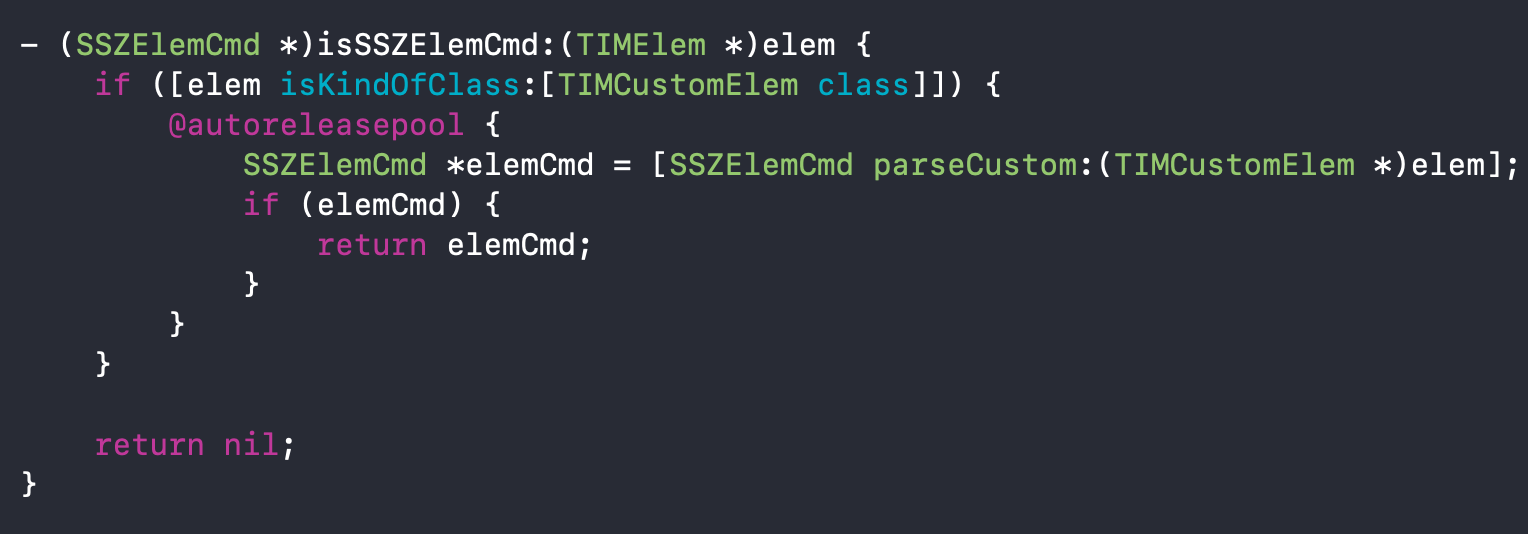 - (SSZElemCmd *)isSSZElemCmd:(TIMElem *)elem {
    if ([elem isKindOfClass:[TIMCustomElem class]]) {
        @autoreleasepool {
            SSZElemCmd *elemCmd = [SSZElemCmd parseCustom:(TIMCustomElem *)elem];
            if (elemCmd) {
                return elemCmd;
            }
        }
    }

    return nil;
}